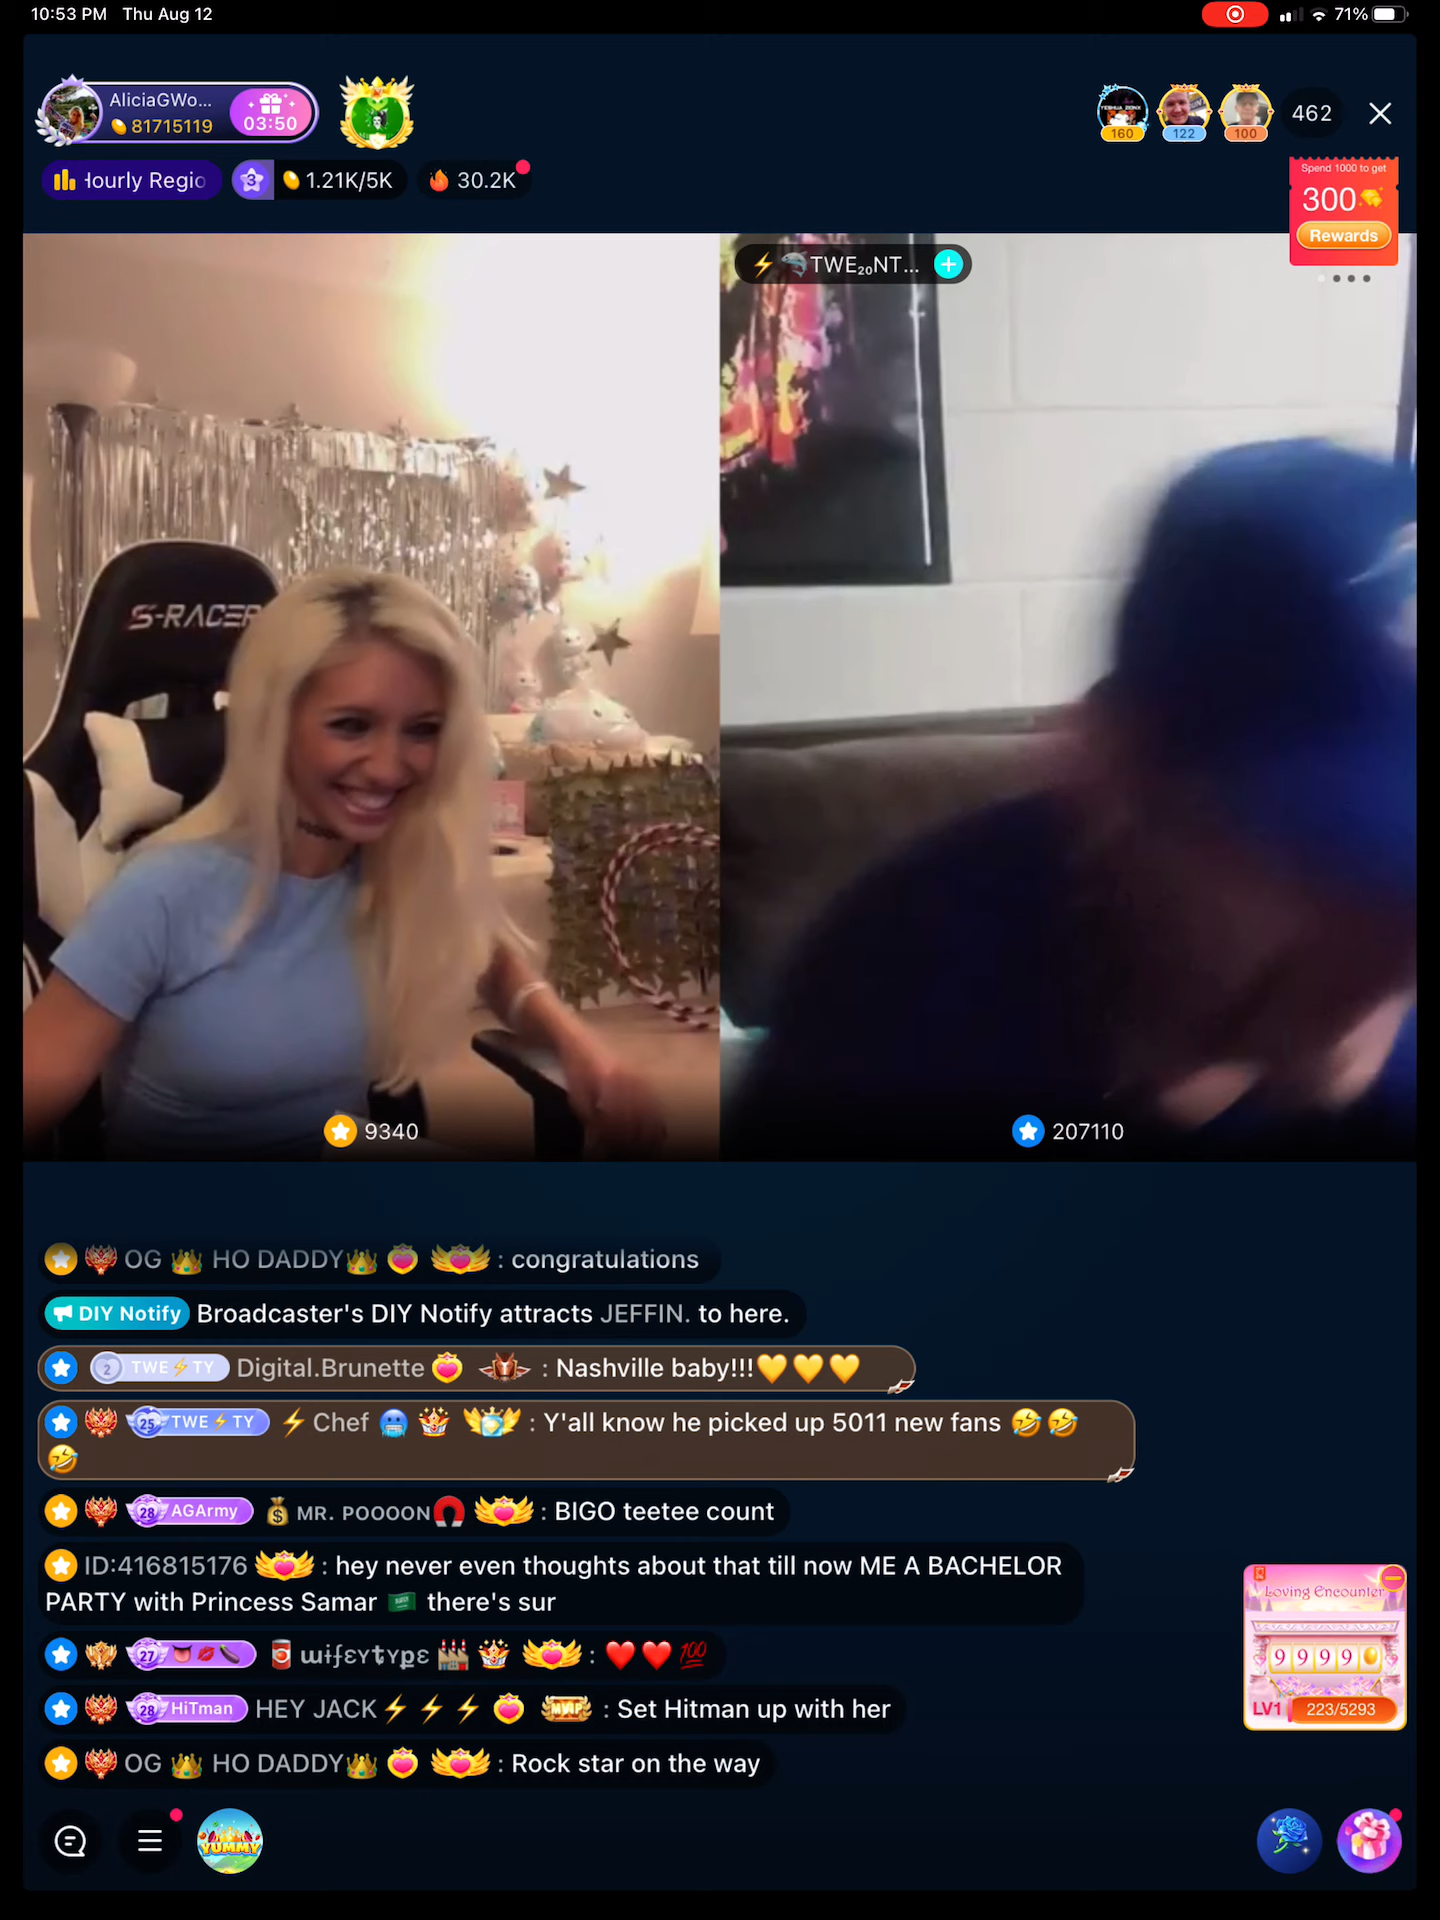 10:53 PM Thu Aug 12
71%
AliciaGWo...
81715119
03:50
160
122
100
462
Hourly Regio
3
1.21K/5K
30.2K
Spend 1000 to get
300
Rewards
TWE₂₀NT...
S-RACER
9340
207110
OG HO DADDY : congratulations
DIY Notify Broadcaster's DIY Notify attracts JEFFIN. to here.
2 TWE⚡TY Digital.Brunette : Nashville baby!!!💛💛💛
25 TWE⚡TY ⚡Chef🥶 : Y'all know he picked up 5011 new fans 🤣🤣
🤣
28 AGArmy 💰 MR. POOOON🧲 : BIGO teetee count
ID:416815176 : hey never even thoughts about that till now ME A BACHELOR
PARTY with Princess Samar 🇸🇦 there's sur
27 👅💋🍆 🥫 ɯɨʄɛʏtʏքɛ 🏭 : ❤️❤️💯
28 HiTman HEY JACK⚡⚡⚡ : Set Hitman up with her
OG 👑 HO DADDY👑 : Rock star on the way
Loving Encounter
9 9 9 9
LV1 223/5293
YUMMY